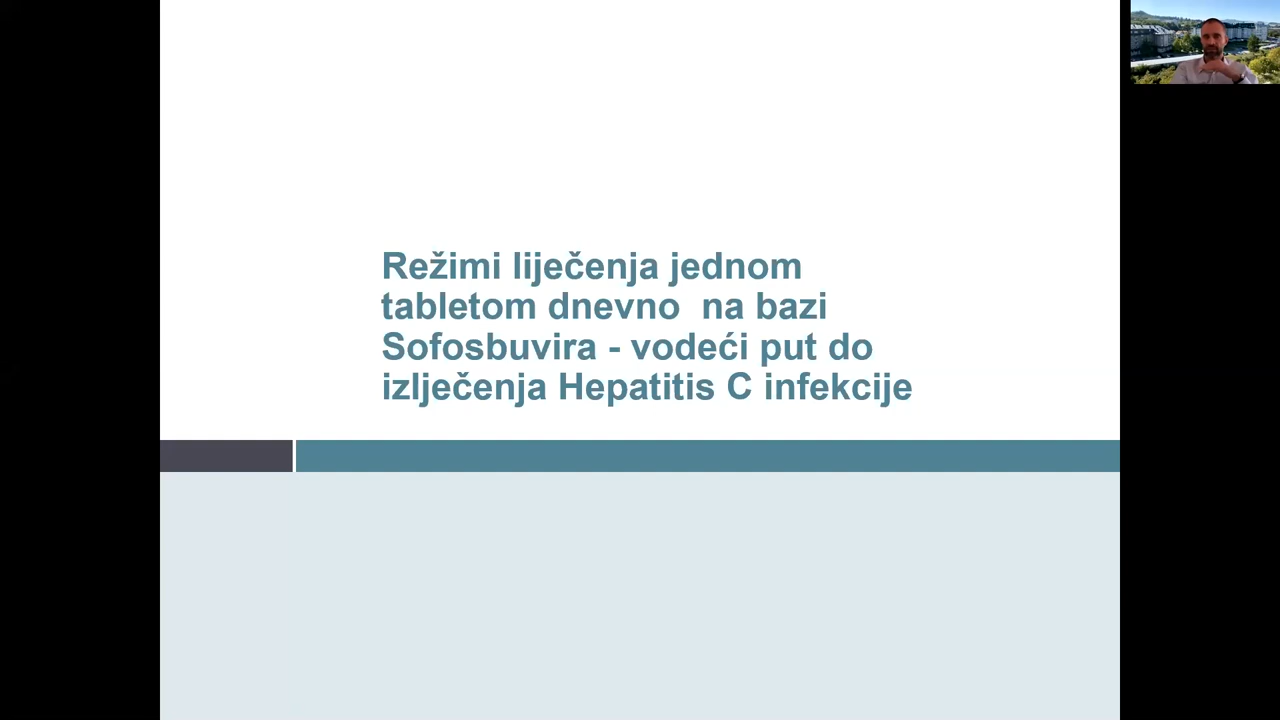 Režimi liječenja jednom
tabletom dnevno  na bazi
Sofosbuvira - vodeći put do
izlječenja Hepatitis C infekcije